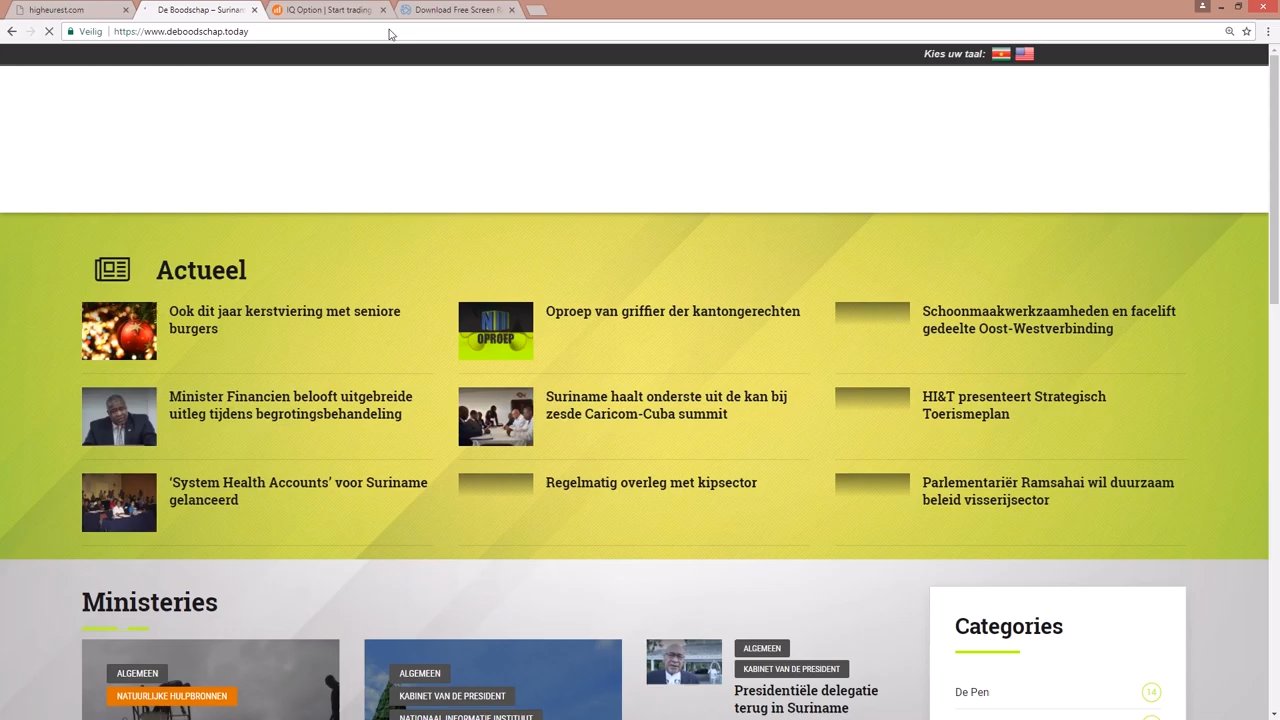 higheurest.com
De Boodschap – Surinam
IQ Option | Start trading
Download Free Screen R
Veilig
https://www.deboodschap.today
Kies uw taal:
Actueel
Ook dit jaar kerstviering met seniore
burgers
Oproep van griffier der kantongerechten
Schoonmaakwerkzaamheden en facelift
gedeelte Oost-Westverbinding
OPROEP
Minister Financien belooft uitgebreide
uitleg tijdens begrotingsbehandeling
Suriname haalt onderste uit de kan bij
zesde Caricom-Cuba summit
HI&T presenteert Strategisch
Toerismeplan
‘System Health Accounts’ voor Suriname
gelanceerd
Regelmatig overleg met kipsector
Parlementariër Ramsahai wil duurzaam
beleid visserijsector
Ministeries
Categories
ALGEMEEN
NATUURLIJKE HULPBRONNEN
ALGEMEEN
KABINET VAN DE PRESIDENT
NATIONAAL INFORMATIE INSTITUUT
ALGEMEEN
KABINET VAN DE PRESIDENT
Presidentiële delegatie
terug in Suriname
De Pen
14